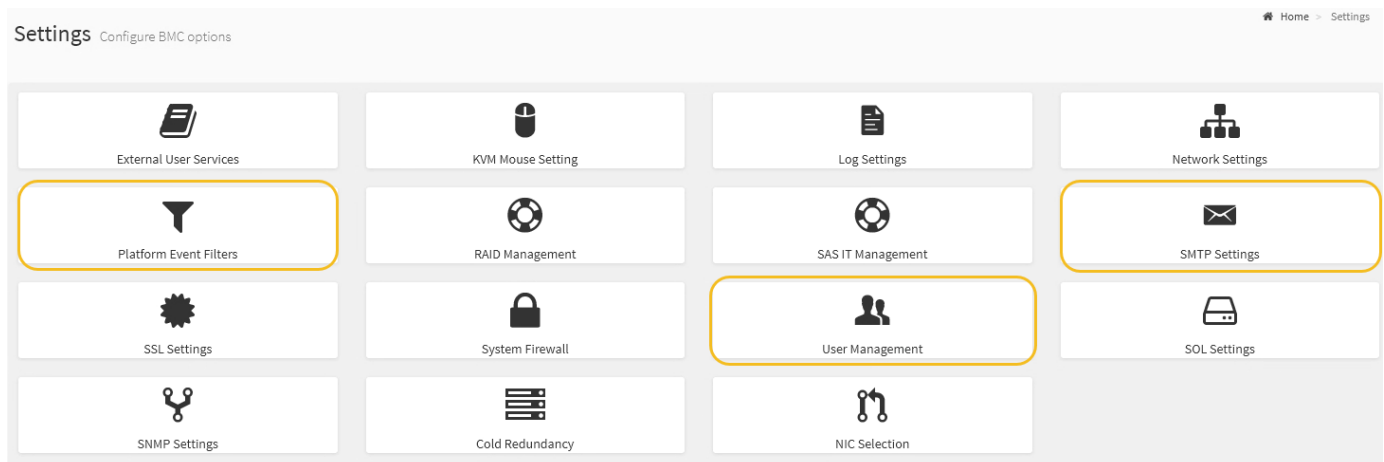 Home > Settings
Settings Configure BMC options
External User Services
KVM Mouse Setting
Log Settings
Network Settings
Platform Event Filters
RAID Management
SAS IT Management
SMTP Settings
SSL Settings
System Firewall
User Management
SOL Settings
SNMP Settings
Cold Redundancy
NIC Selection